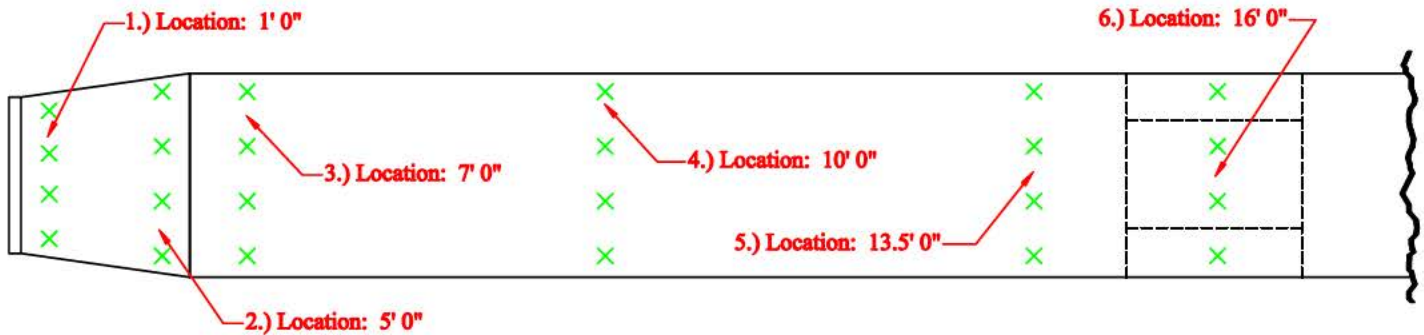 1.) Location: 1' 0"
6.) Location: 16' 0"
3.) Location: 7' 0"
4.) Location: 10' 0"
5.) Location: 13.5' 0"
2.) Location: 5' 0"